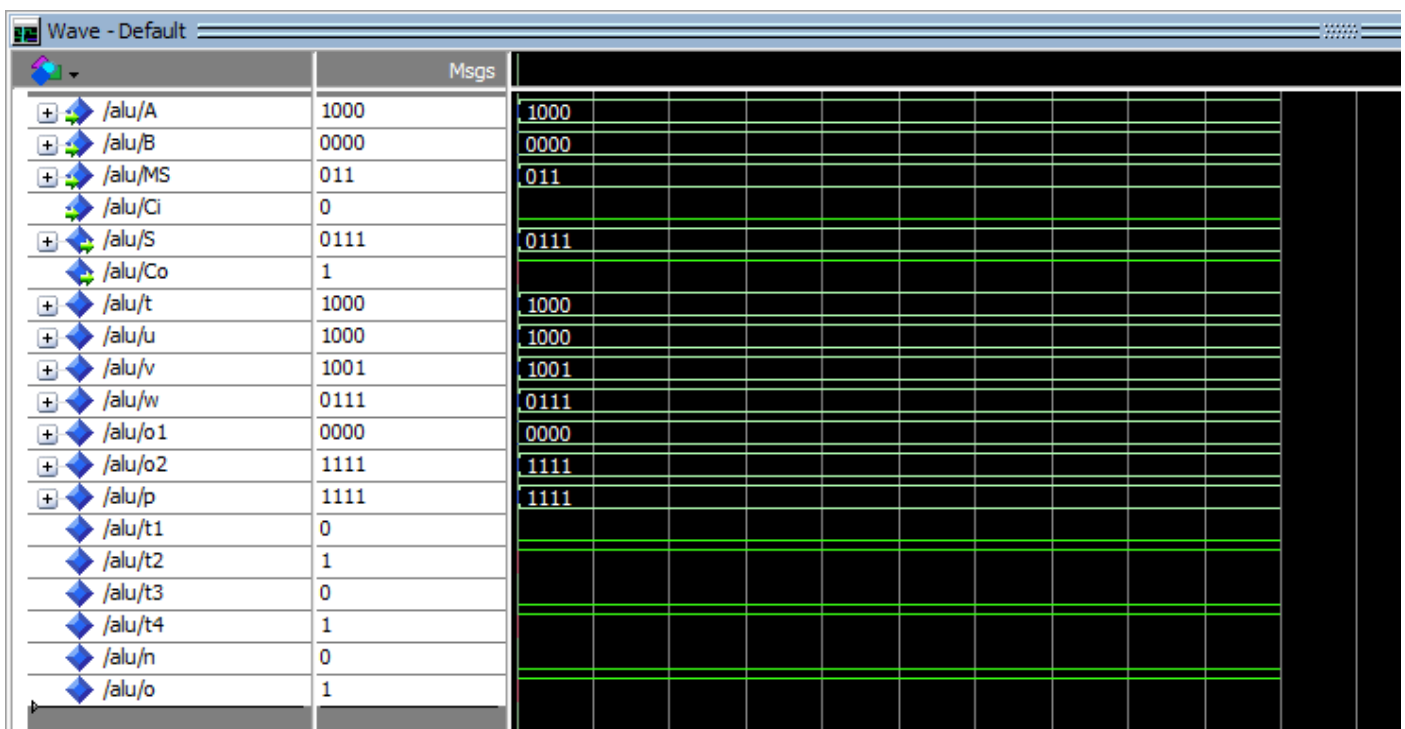 Wave - Default
Msgs
/alu/A 1000 1000
/alu/B 0000 0000
/alu/MS 011 011
/alu/Ci 0
/alu/S 0111 0111
/alu/Co 1
/alu/t 1000 1000
/alu/u 1000 1000
/alu/v 1001 1001
/alu/w 0111 0111
/alu/o1 0000 0000
/alu/o2 1111 1111
/alu/p 1111 1111
/alu/t1 0
/alu/t2 1
/alu/t3 0
/alu/t4 1
/alu/n 0
/alu/o 1